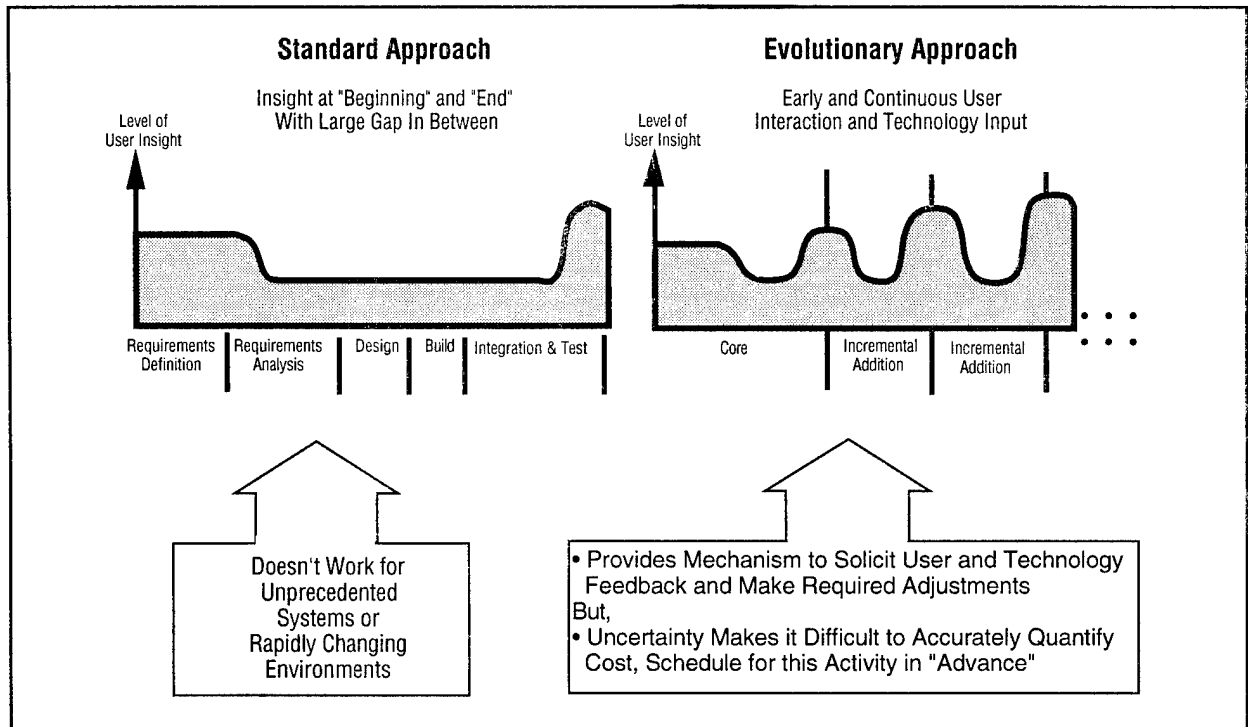 Standard Approach
Insight at "Beginning" and "End"
With Large Gap In Between
Level of
User Insight
Requirements
Definition
Requirements
Analysis
Design
Build
Integration & Test
Doesn't Work for
Unprecedented
Systems or
Rapidly Changing
Environments
Evolutionary Approach
Early and Continuous User
Interaction and Technology Input
Level of
User Insight
Core
Incremental
Addition
Incremental
Addition
• Provides Mechanism to Solicit User and Technology
Feedback and Make Required Adjustments
But,
• Uncertainty Makes it Difficult to Accurately Quantify
Cost, Schedule for this Activity in "Advance"